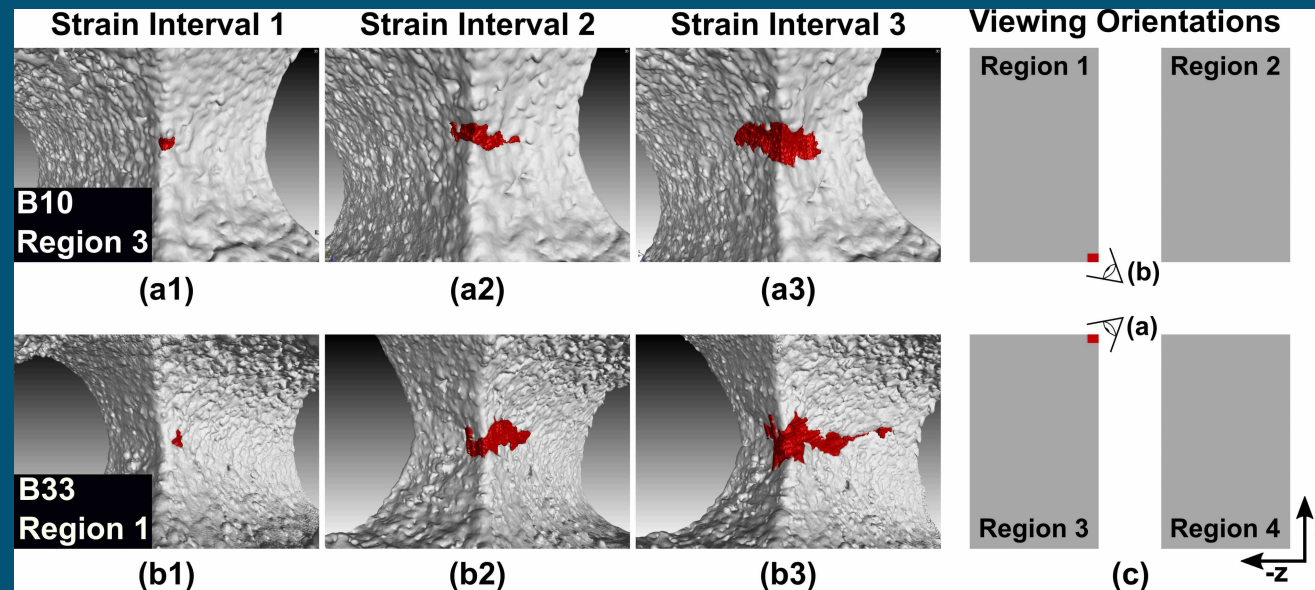 Strain Interval 1
Strain Interval 2
Strain Interval 3
Viewing Orientations
B10
Region 3
(a1)
(a2)
(a3)
B33
Region 1
(b1)
(b2)
(b3)
Region 1
Region 2
(b)
(a)
Region 3
Region 4
-z
(c)